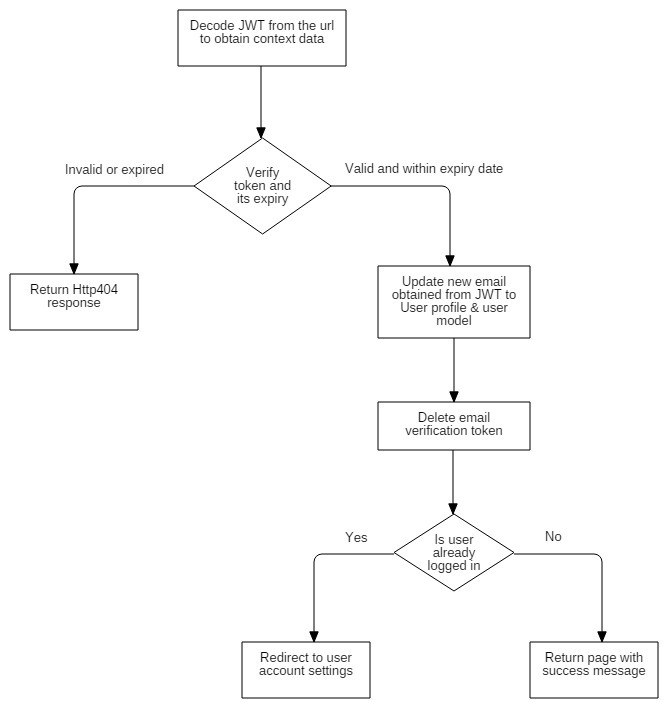 Decode JWT from the url
to obtain context data
Verify
token and
its expiry
Invalid or expired
Valid and within expiry date
Return Http404
response
Update new email
obtained from JWT to
User profile & user
model
Delete email
verification token
Is user
already
logged in
Yes
No
Redirect to user
account settings
Return page with
success message